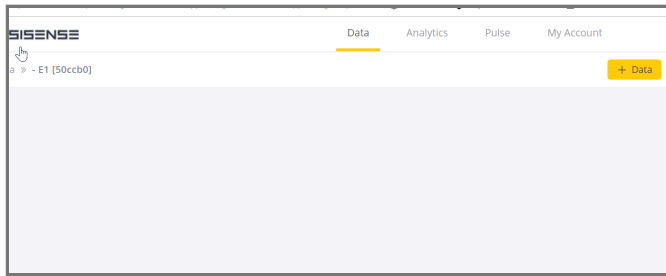 SISENSE Data Analytics Pulse My Account
a » - E1 [50ccb0] + Data